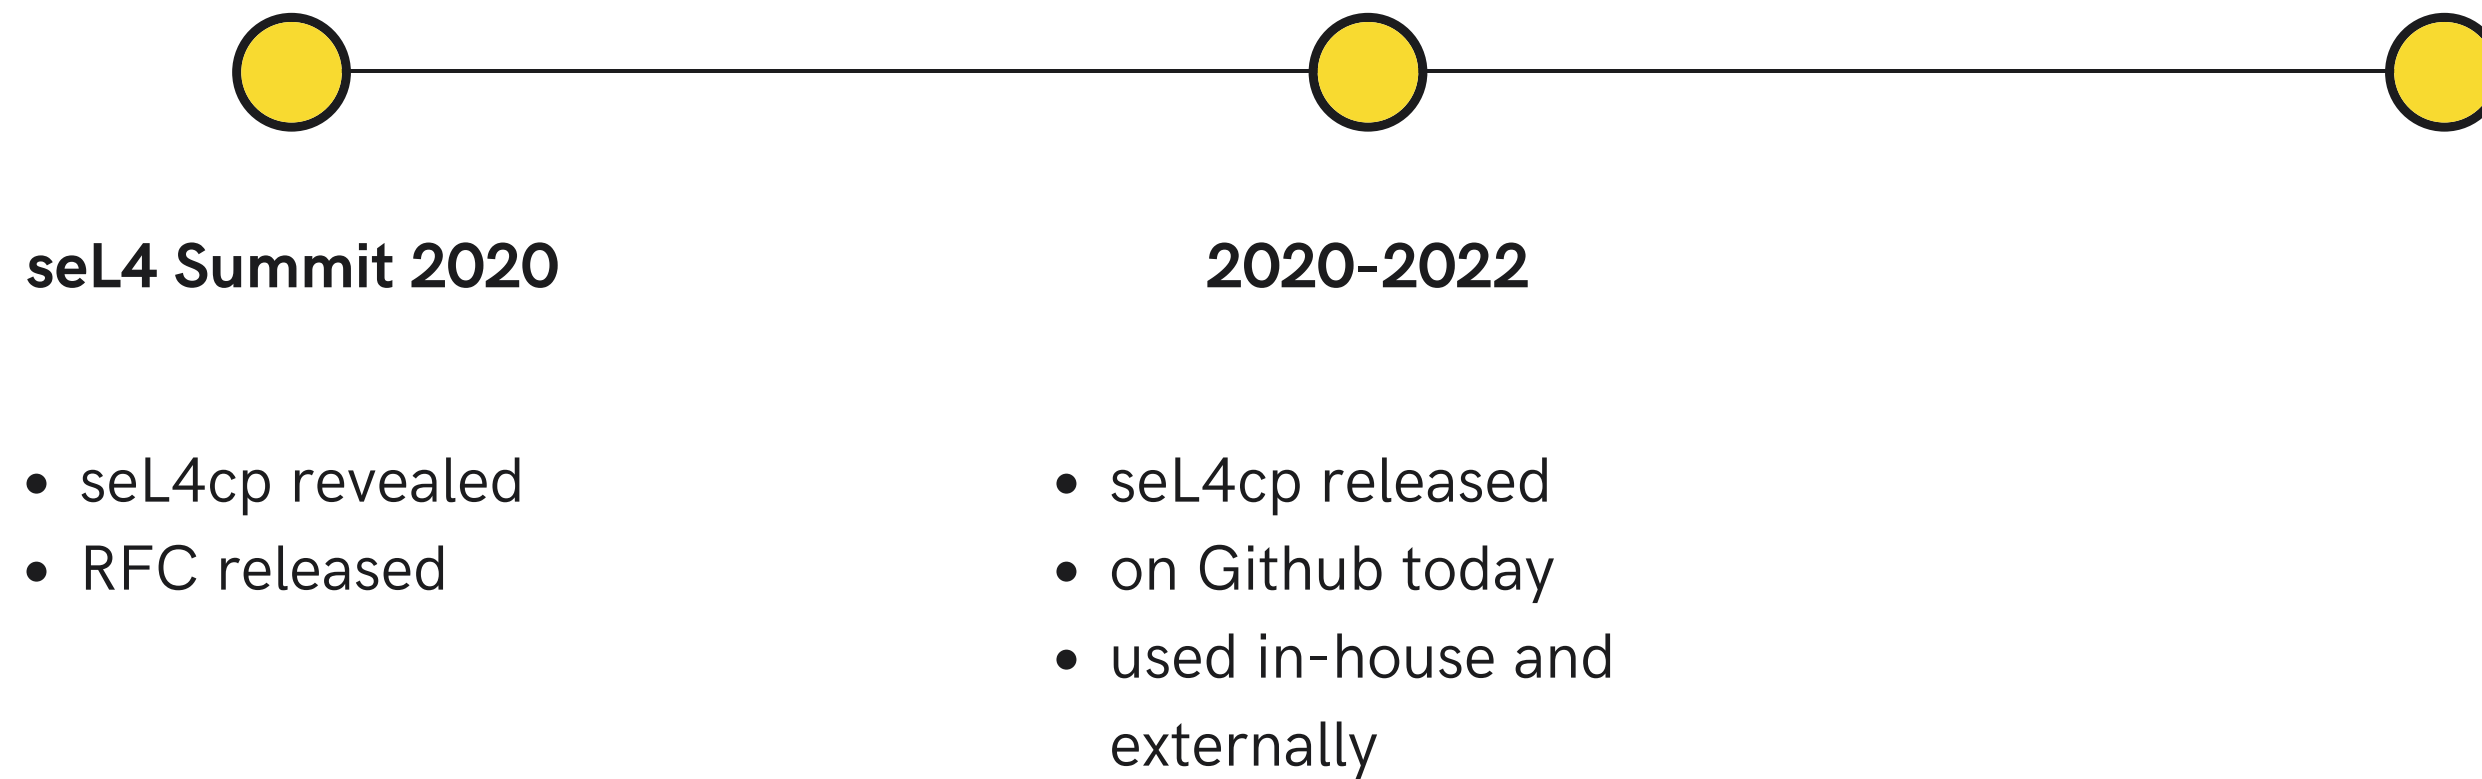 seL4 Summit 2020
• seL4cp revealed
• RFC released
2020-2022
• seL4cp released
• on Github today
• used in-house and
externally